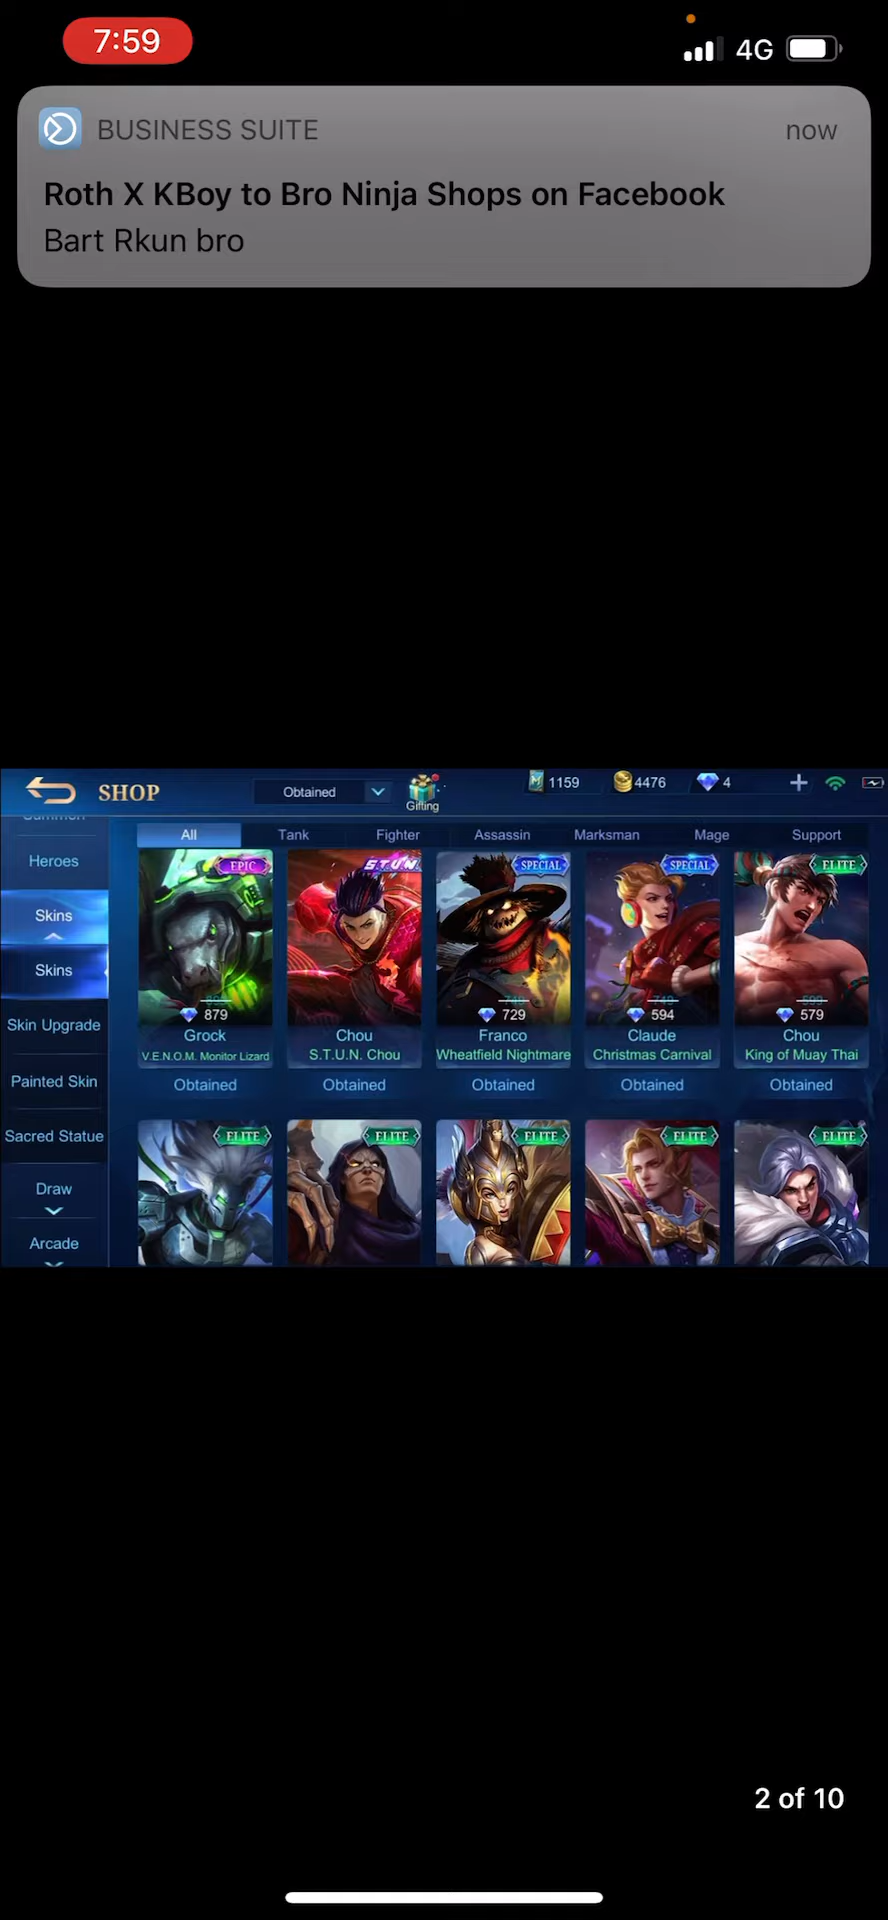 7:59
4G
BUSINESS SUITE now
Roth X KBoy to Bro Ninja Shops on Facebook
Bart Rkun bro
SHOP Obtained Gifting 1159 4476 4
All Tank Fighter Assassin Marksman Mage Support
Heroes
Skins
Skins
Skin Upgrade
Painted Skin
Sacred Statue
Draw
Arcade
EPIC S.T.U.N SPECIAL SPECIAL ELITE
879 729 594 579
Grock Chou Franco Claude Chou
V.E.N.O.M. Monitor Lizard S.T.U.N. Chou Wheatfield Nightmare Christmas Carnival King of Muay Thai
Obtained Obtained Obtained Obtained Obtained
ELITE ELITE ELITE ELITE ELITE
2 of 10